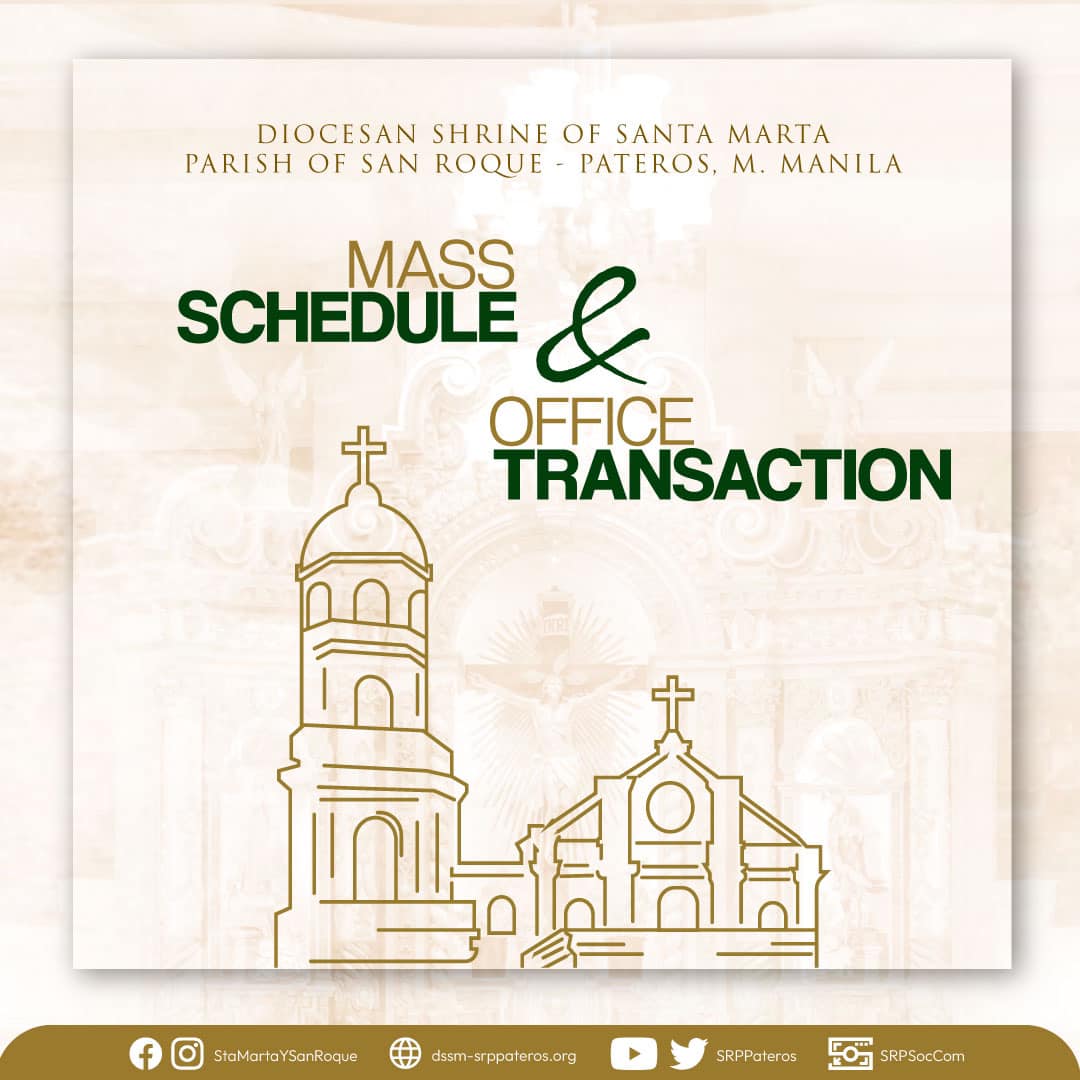 DIOCESAN SHRINE OF SANTA MARTA
PARISH OF SAN ROQUE - PATEROS, M. MANILA
MASS
SCHEDULE
&
OFFICE
TRANSACTION
StaMartaYSanRoque
dssm-srppateros.org
SRPPateros
SRPSocCom